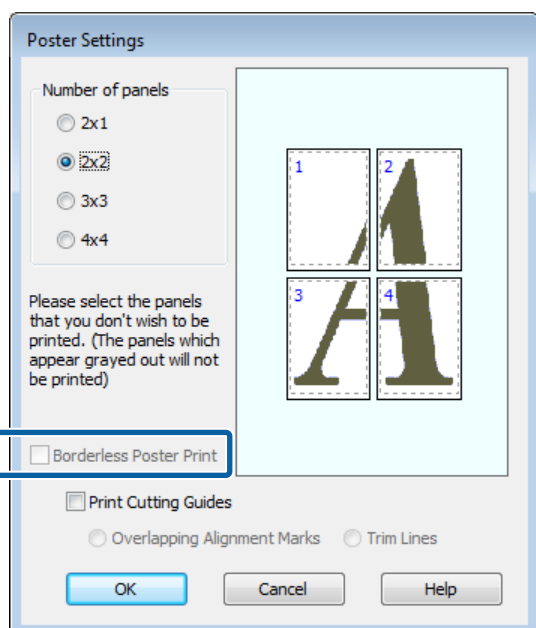 Poster Settings
Number of panels
2x1
2x2
3x3
4x4
Please select the panels
that you don't wish to be
printed. (The panels which
appear grayed out will not
be printed)
1
2
3
4
A
Borderless Poster Print
Print Cutting Guides
Overlapping Alignment Marks
Trim Lines
OK
Cancel
Help